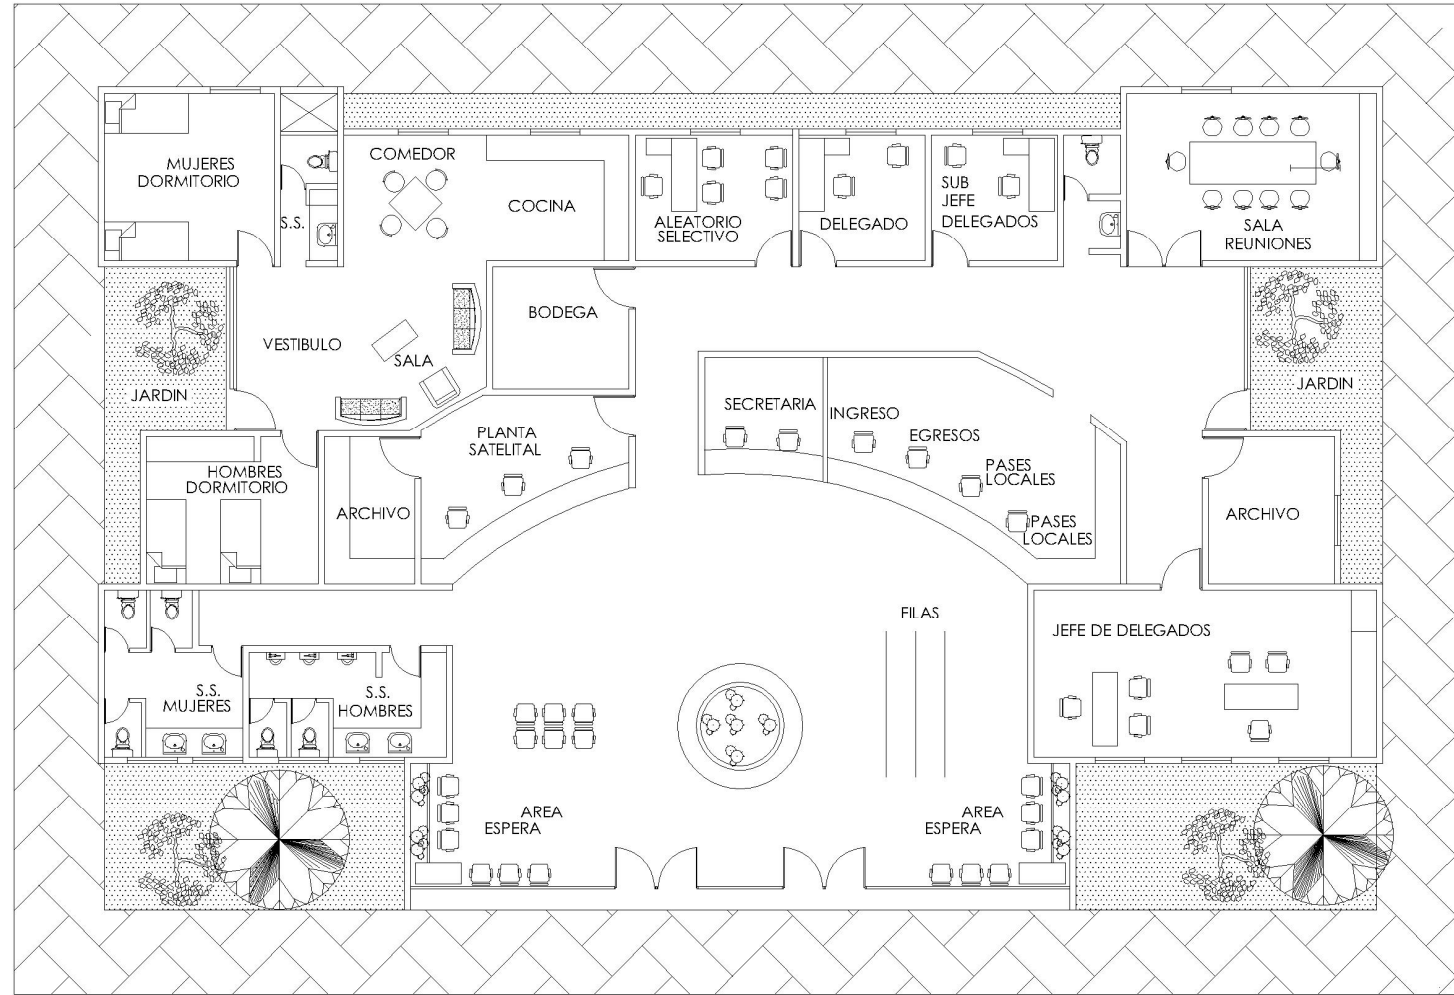 COMEDOR
MUJERES
DORMITORIO
S.S.
COCINA
ALEATORIO
SELECTIVO
DELEGADO
SUB
JEFE
DELEGADOS
SALA
REUNIONES
BODEGA
VESTIBULO
SALA
JARDIN
JARDIN
SECRETARIA
INGRESO
EGRESOS
PASES
LOCALES
PASES
LOCALES
PLANTA
SATELITAL
HOMBRES
DORMITORIO
ARCHIVO
ARCHIVO
FILAS
JEFE DE DELEGADOS
S.S.
MUJERES
S.S.
HOMBRES
AREA
ESPERA
AREA
ESPERA